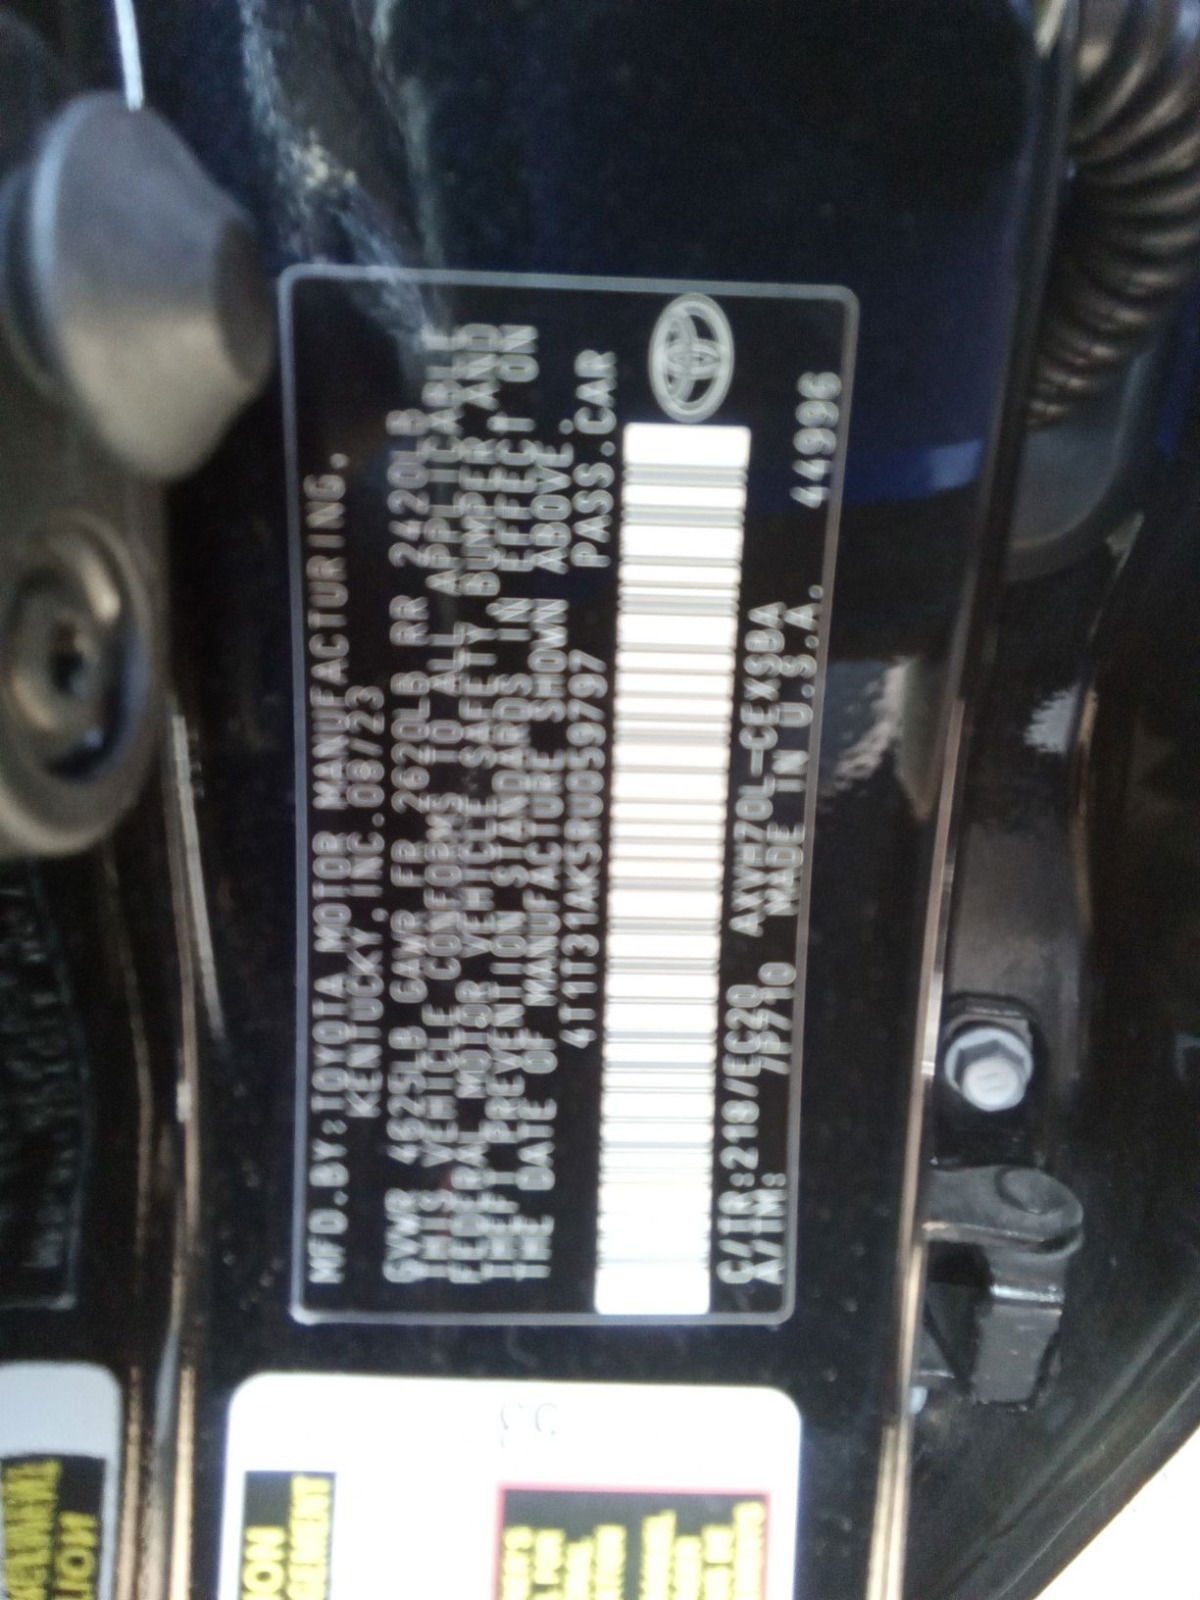 MFD.BY:TOYOTA MOTOR MANUFACTURING.
KENTUCKY,INC.08/23
GVWR 4625LB GAWR FR 2620LB RR 2420LB
THIS VEHICLE CONFORMS TO ALL APPLICABLE
FEDERAL MOTOR VEHICLE SAFETY, BUMPER, AND
THEFT PREVENTION STANDARDS IN EFFECT ON
THE DATE OF MANUFACTURE SHOWN ABOVE.
4T1T31AK5RU059797 PASS.CAR
C/TR:218/EC20 AXVH70L-CEXSBA
A/TM: 7P710 MADE IN U.S.A. 44996